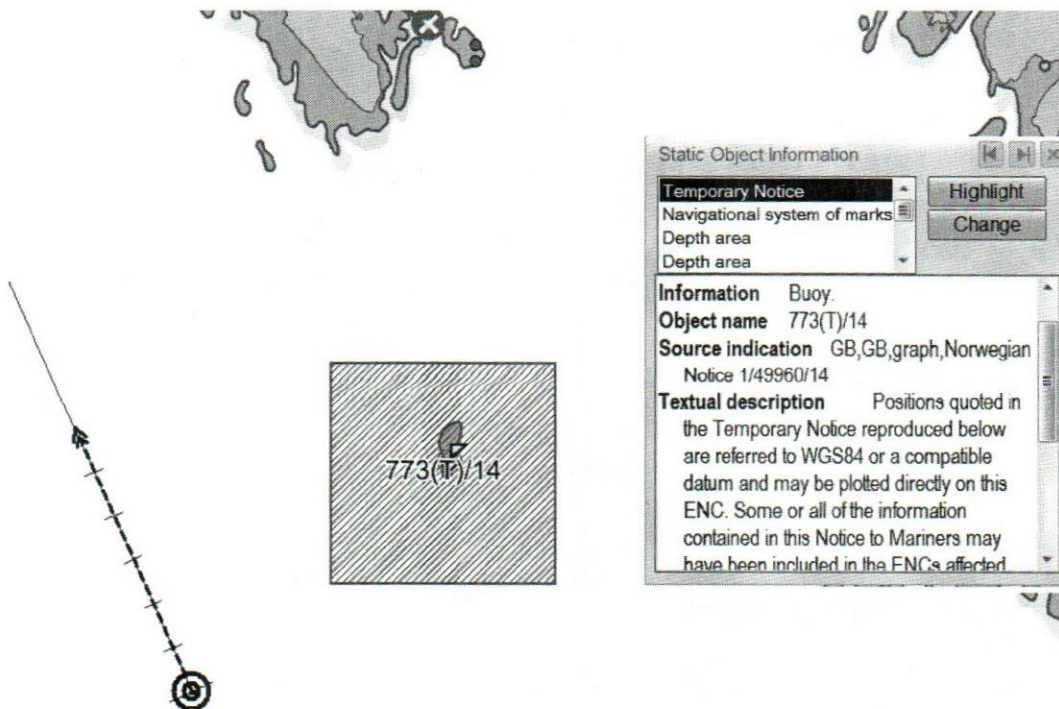 Static Object Information
Temporary Notice
Navigational system of marks
Depth area
Depth area
Highlight
Change
Information Buoy.
Object name 773(T)/14
Source indication GB,GB,graph,Norwegian
Notice 1/49960/14
Textual description Positions quoted in
the Temporary Notice reproduced below
are referred to WGS84 or a compatible
datum and may be plotted directly on this
ENC. Some or all of the information
contained in this Notice to Mariners may
have been included in the ENCs affected
773(T)/14